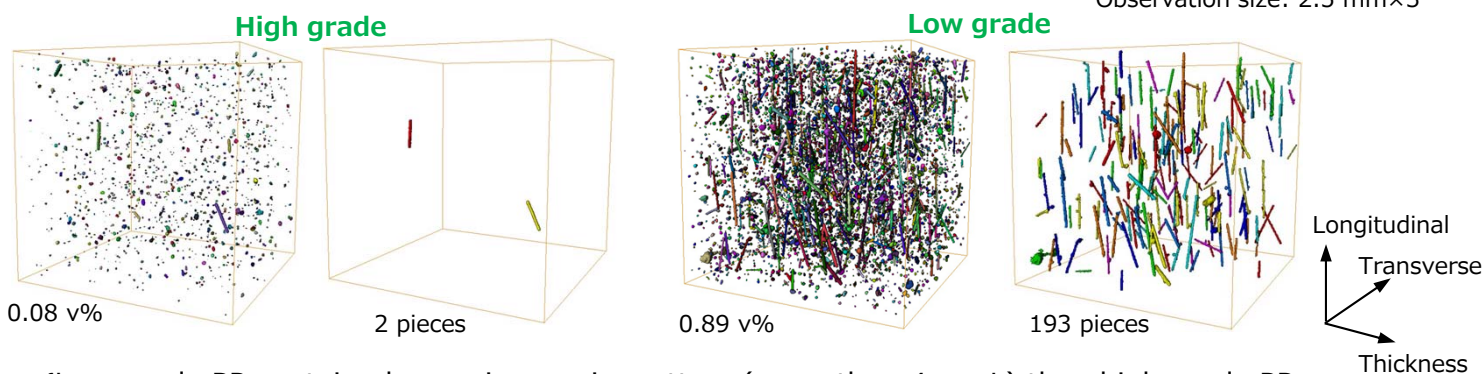 Observation size: 2.5 mm×3
High grade
Low grade
0.08 v%
2 pieces
0.89 v%
193 pieces
Longitudinal
Transverse
Thickness